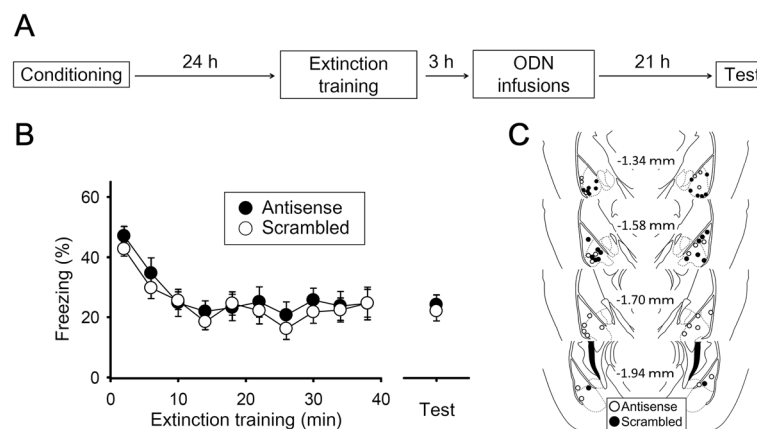 A
Conditioning
24 h
Extinction
training
3 h
ODN
infusions
21 h
Test
B
Freezing (%)
60
40
20
0
Antisense
Scrambled
0
10
20
30
40
Extinction training (min)
Test
C
-1.34 mm
-1.58 mm
-1.70 mm
-1.94 mm
Antisense
Scrambled